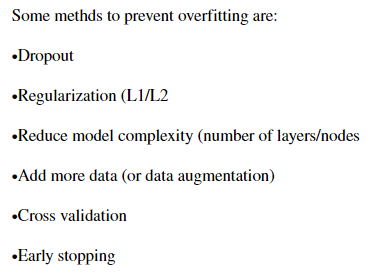 Some methds to prevent overfitting are:
•Dropout
•Regularization (L1/L2
•Reduce model complexity (number of layers/nodes
•Add more data (or data augmentation)
•Cross validation
•Early stopping